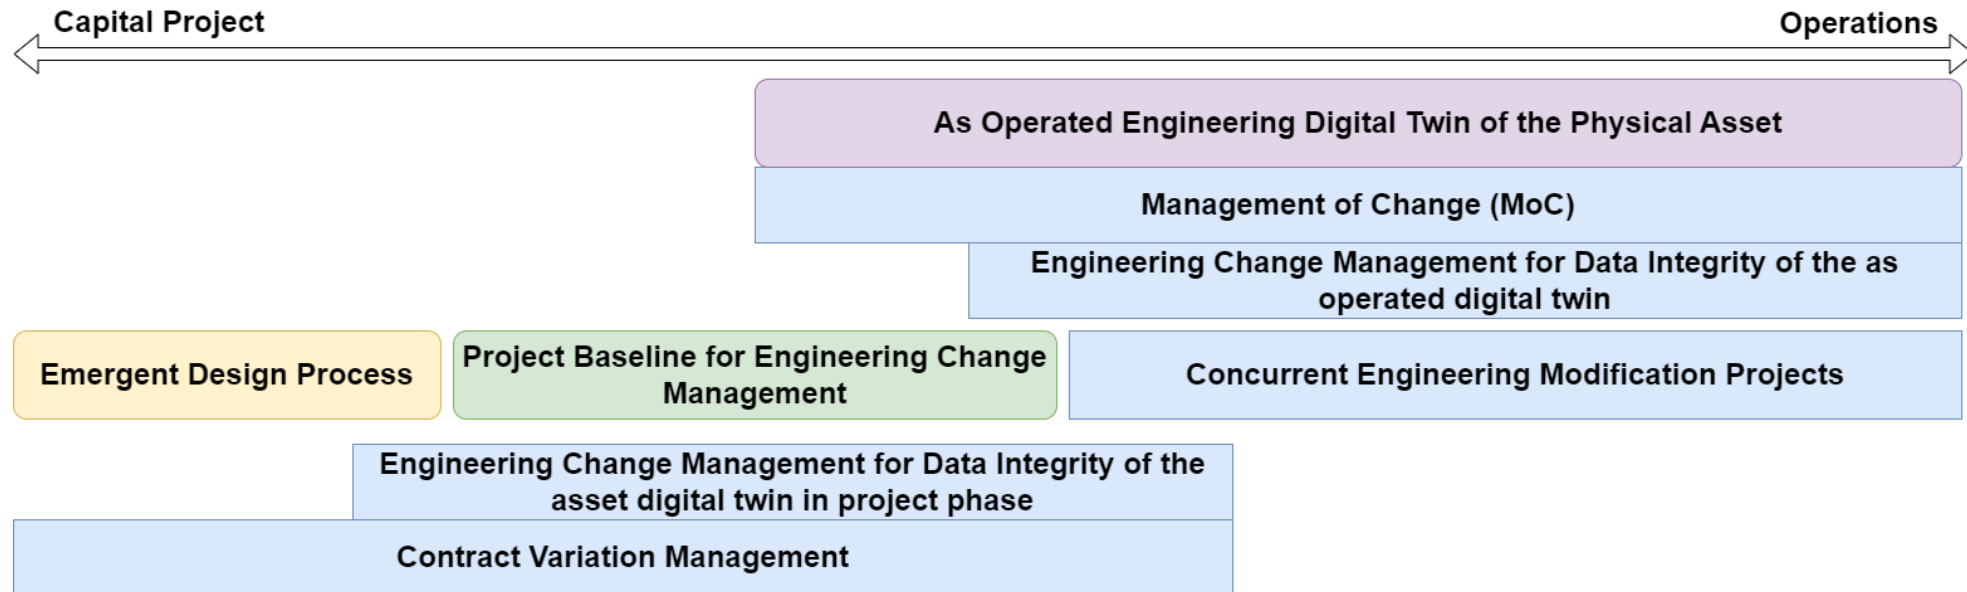 Capital Project
Operations
As Operated Engineering Digital Twin of the Physical Asset
Management of Change (MoC)
Engineering Change Management for Data Integrity of the as
operated digital twin
Emergent Design Process
Project Baseline for Engineering Change
Management
Concurrent Engineering Modification Projects
Engineering Change Management for Data Integrity of the
asset digital twin in project phase
Contract Variation Management